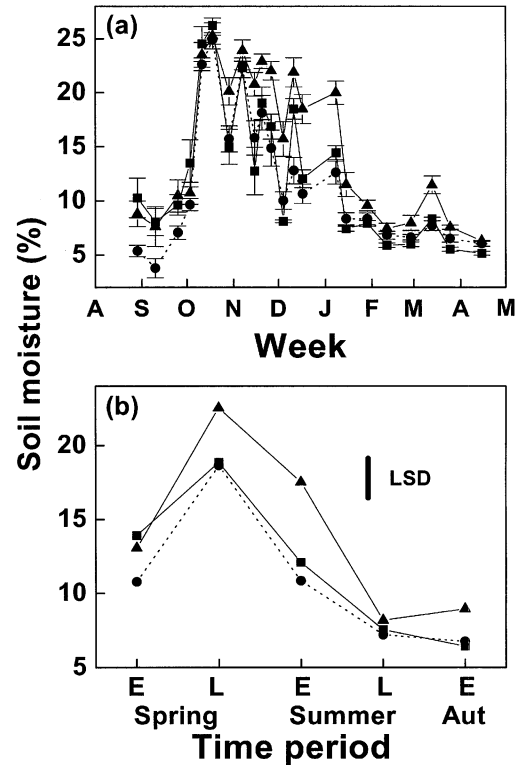 (a)
25
20
15
10
5
A S O N D J F M A M
Week
Soil moisture (%)
(b)
20
15
10
5
LSD
E L E L E
Spring Summer Aut
Time period